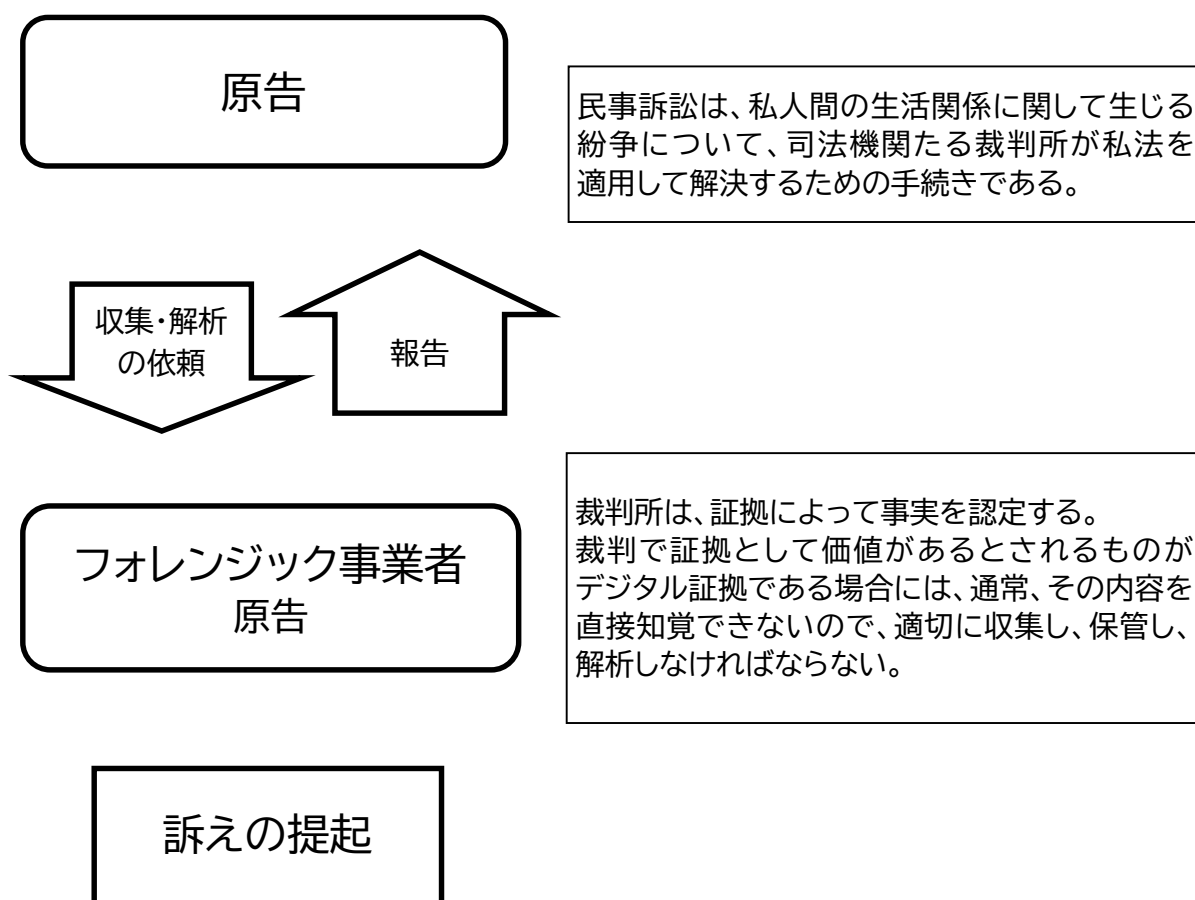 原告
民事訴訟は、私人間の生活関係に関して生じる
紛争について、司法機関たる裁判所が私法を
適用して解決するための手続きである。
収集・解析
の依頼
報告
フォレンジック事業者
原告
裁判所は、証拠によって事実を認定する。
裁判で証拠として価値があるとされるものが
デジタル証拠である場合には、通常、その内容を
直接知覚できないので、適切に収集し、保管し、
解析しなければならない。
訴えの提起